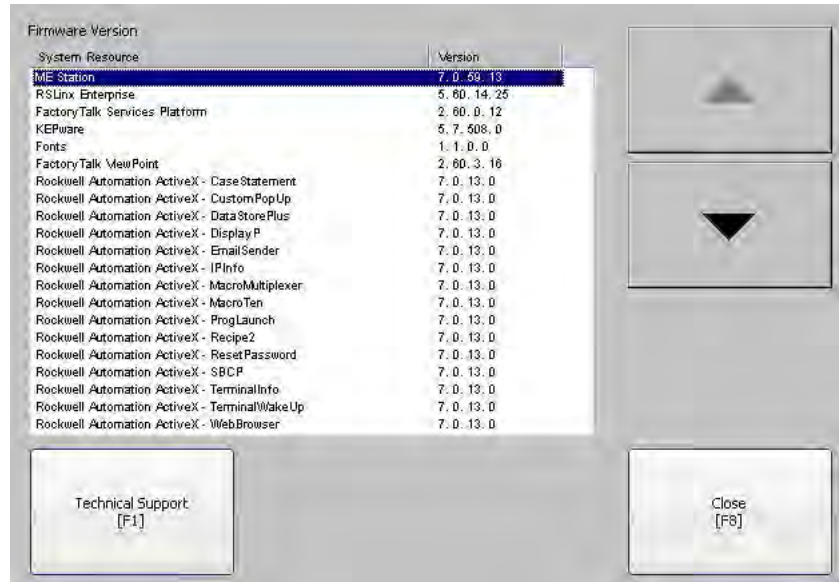 Firmware Version
System Resource Version
ME Station 7.0.59.13
RSLinx Enterprise 5.60.14.25
FactoryTalk Services Platform 2.60.0.12
KEPware 5.7.508.0
Fonts 1.1.0.0
FactoryTalk ViewPoint 2.60.3.16
Rockwell Automation ActiveX - CaseStatement 7.0.13.0
Rockwell Automation ActiveX - CustomPopUp 7.0.13.0
Rockwell Automation ActiveX - DataStorePlus 7.0.13.0
Rockwell Automation ActiveX - DisplayP 7.0.13.0
Rockwell Automation ActiveX - EmailSender 7.0.13.0
Rockwell Automation ActiveX - IPInfo 7.0.13.0
Rockwell Automation ActiveX - MacroMultiplexer 7.0.13.0
Rockwell Automation ActiveX - MacroTen 7.0.13.0
Rockwell Automation ActiveX - ProgLaunch 7.0.13.0
Rockwell Automation ActiveX - Recipe2 7.0.13.0
Rockwell Automation ActiveX - ResetPassword 7.0.13.0
Rockwell Automation ActiveX - SBCP 7.0.13.0
Rockwell Automation ActiveX - TerminalInfo 7.0.13.0
Rockwell Automation ActiveX - TerminalWakeUp 7.0.13.0
Rockwell Automation ActiveX - WebBrowser 7.0.13.0
Technical Support
[F1]
Close
[F8]